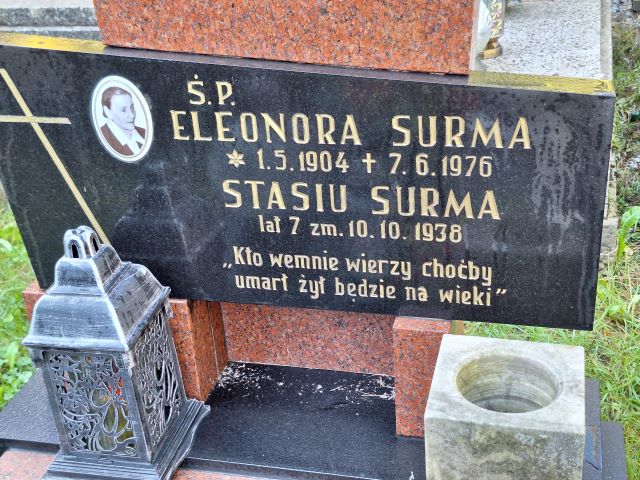 Ś.P.
ELEONORA SURMA
* 1.5.1904 + 7.6.1976
STASIU SURMA
lat 7 zm. 10.10.1938
„Kto wemnie wierzy choćby
umarł żył będzie na wieki”